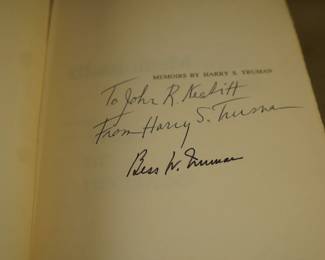 MEMOIRS BY HARRY S. TRUMAN
To John R. Nesbitt
From Harry S. Truman
Bess W. Truman